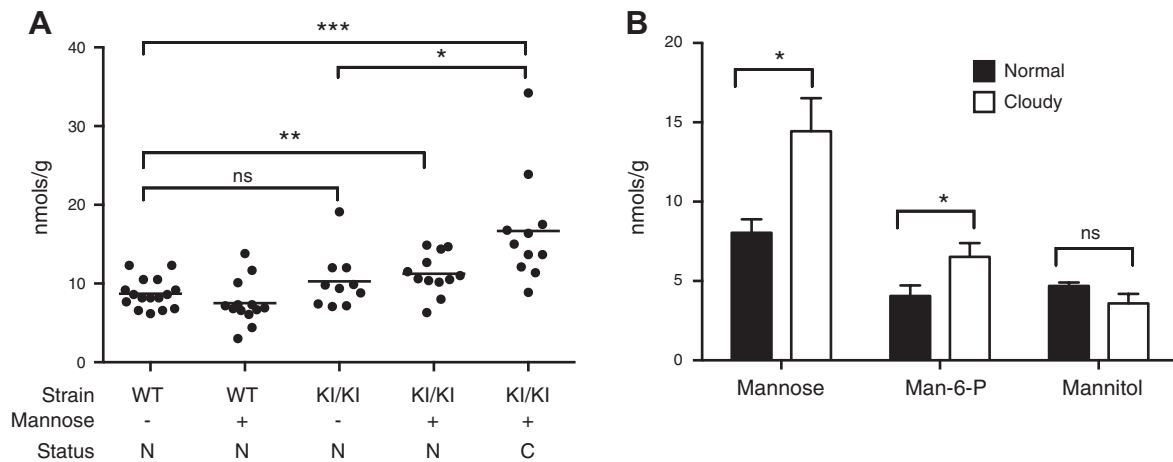 A
nmols/g
40
30
20
10
0
***
*
**
ns
Strain WT WT KI/KI KI/KI KI/KI
Mannose - + - + +
Status N N N N C
B
nmols/g
20
15
10
5
0
* * ns
Normal
Cloudy
Mannose Man-6-P Mannitol